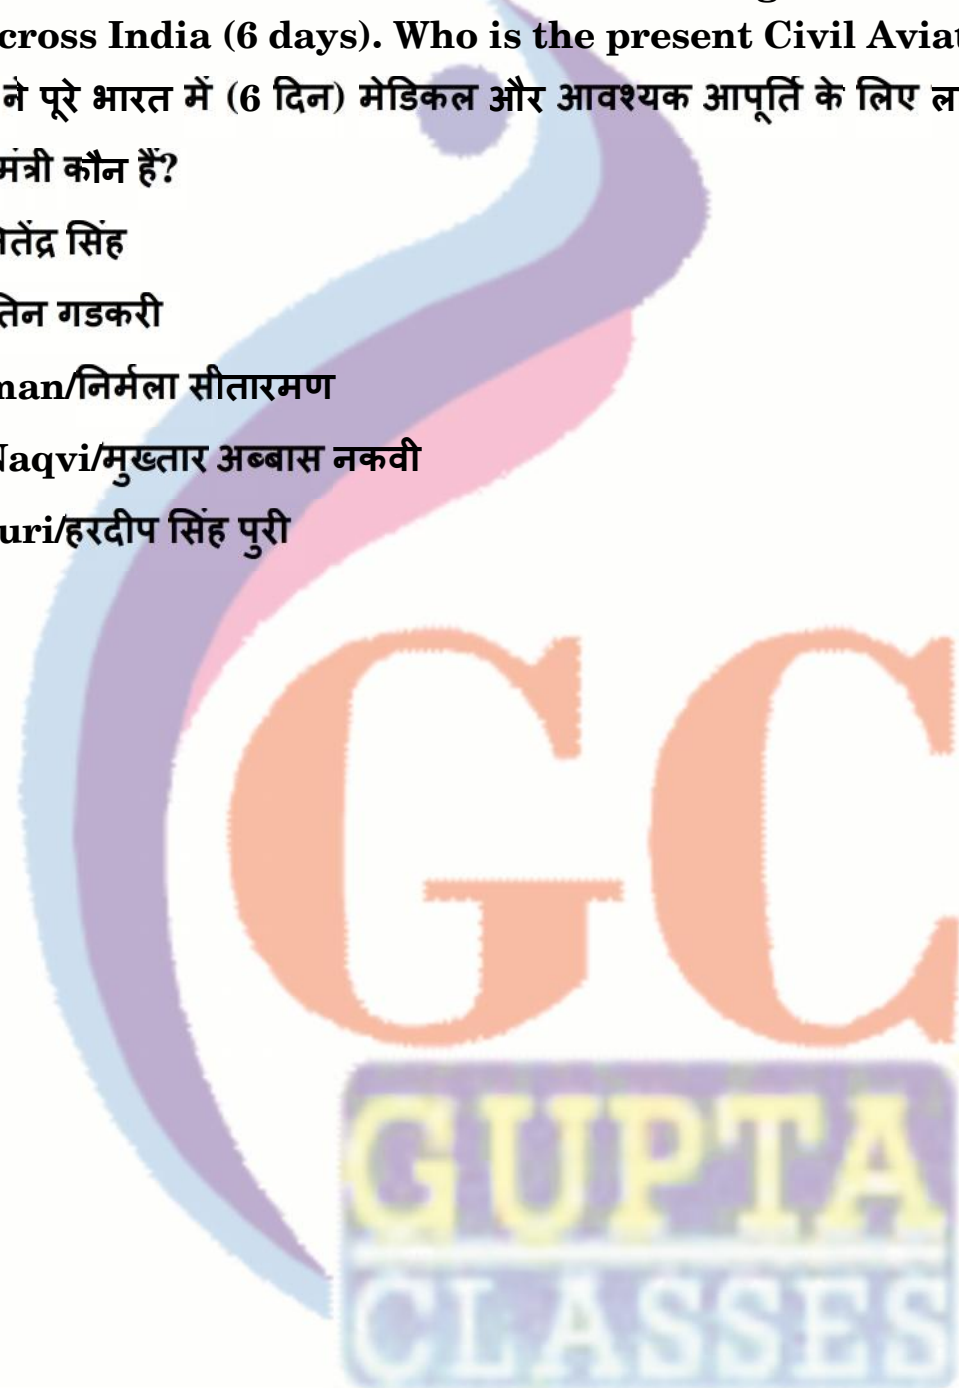 cross India (6 days). Who is the present Civil Aviat
ने पूरे भारत में (6 दिन) मेडिकल और आवश्यक आपूर्ति के लिए ल
मंत्री कौन हैं?
तेंद्र सिंह
तिन गडकरी
man/निर्मला सीतारमण
Naqvi/मुख्तार अब्बास नकवी
uri/हरदीप सिंह पुरी
GC
GUPTA
CLASSES